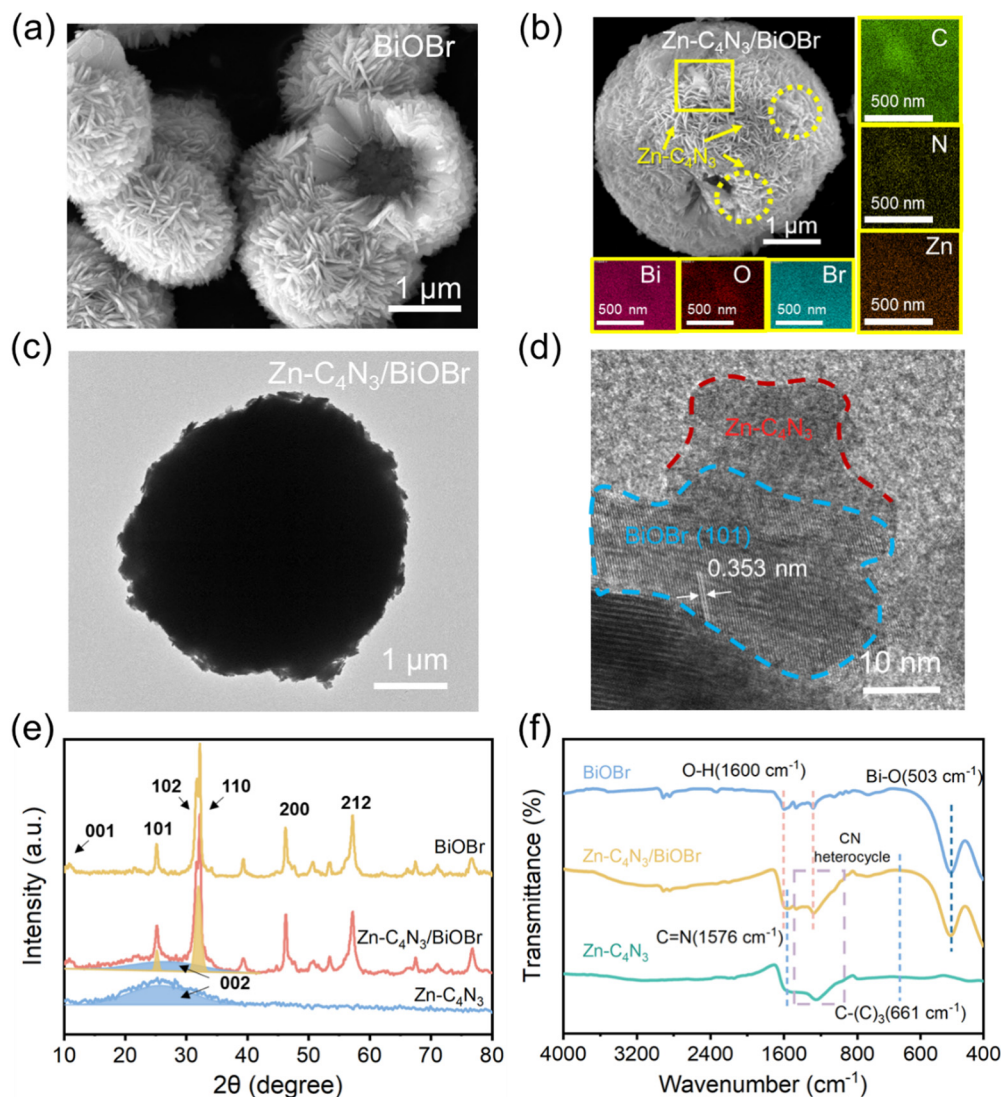 (a)
BiOBr
1 μm
(b)
Zn-C₄N₃/BiOBr
Zn-C₄N₃
1 μm
C
500 nm
N
500 nm
Zn
500 nm
Bi
500 nm
O
500 nm
Br
500 nm
(c)
Zn-C₄N₃/BiOBr
1 μm
(d)
Zn-C₄N₃
BiOBr (101)
0.353 nm
10 nm
(e)
Intensity (a.u.)
001
101
102
110
200
212
BiOBr
Zn-C₄N₃/BiOBr
002
Zn-C₄N₃
10 20 30 40 50 60 70 80
2θ (degree)
(f)
Transmittance (%)
BiOBr
O-H(1600 cm⁻¹)
Bi-O(503 cm⁻¹)
Zn-C₄N₃/BiOBr
CN
heterocycle
C=N(1576 cm⁻¹)
Zn-C₄N₃
C-(C)₃(661 cm⁻¹)
4000 3200 2400 1600 800 600 400
Wavenumber (cm⁻¹)